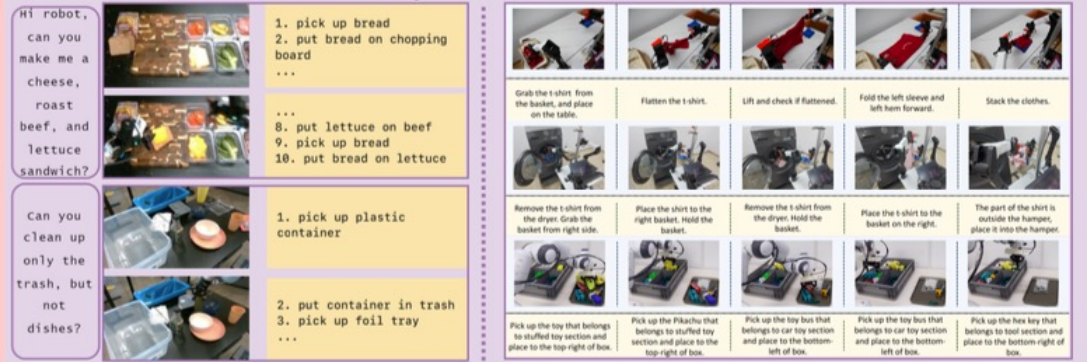 Hi robot,
can you
make me a
cheese,
roast
beef, and
lettuce
sandwich?
1. pick up bread
2. put bread on chopping
board
...
...
8. put lettuce on beef
9. pick up bread
10. put bread on lettuce
Can you
clean up
only the
trash, but
not
dishes?
1. pick up plastic
container
2. put container in trash
3. pick up foil tray
...
Grab the t-shirt from
the basket, and place
on the table.
Flatten the t-shirt.
Lift and check if flattened.
Fold the left sleeve and
left hem forward.
Stack the clothes.
Remove the t-shirt from
the dryer. Grab the
basket from right side.
Place the shirt to the
right basket. Hold the
basket.
Remove the t-shirt from
the dryer. Hold the
basket.
Place the t-shirt to the
basket on the right.
The part of the shirt is
outside the hamper,
place it into the hamper.
Pick up the toy that belongs
to stuffed toy section and
place to the top-right of box.
Pick up the Pikachu that
belongs to stuffed toy
section and place to the
top-right of box.
Pick up the toy bus that
belongs to car toy section
and place to the bottom-
left of box.
Pick up the toy bus that
belongs to car toy section
and place to the bottom-
left of box.
Pick up the hex key that
belongs to tool section and
place to the bottom-right of
box.